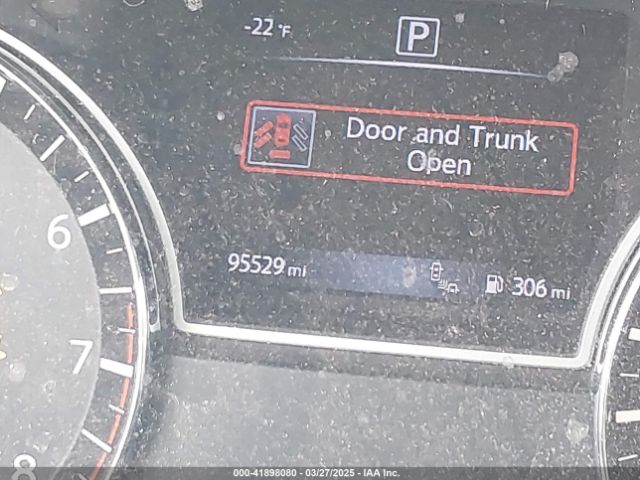 -22 °F
P
Door and Trunk
Open
95529 mi
306 mi
6
7
8
000-41898080 — 03/27/2025 — IAA Inc.